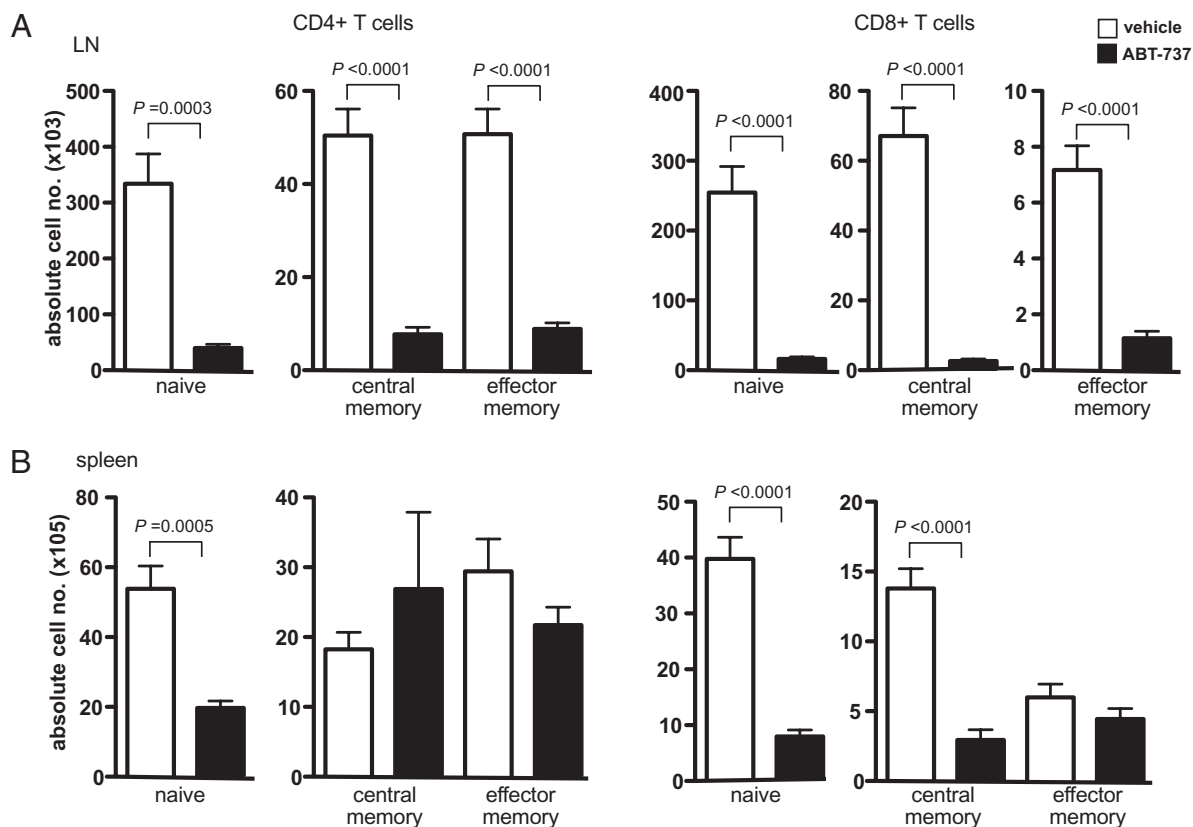 A
CD4+ T cells
CD8+ T cells
vehicle
ABT-737
LN
absolute cell no. (x103)
500
400
300
200
100
0
P =0.0003
naive
60
40
20
0
P <0.0001
P <0.0001
central
memory
effector
memory
400
300
200
100
0
P <0.0001
naive
80
60
40
20
0
P <0.0001
central
memory
10
8
6
4
2
0
P <0.0001
effector
memory
B
spleen
absolute cell no. (x105)
80
60
40
20
0
P =0.0005
naive
40
30
20
10
0
central
memory
effector
memory
50
40
30
20
10
0
P <0.0001
naive
20
15
10
5
0
P <0.0001
central
memory
effector
memory